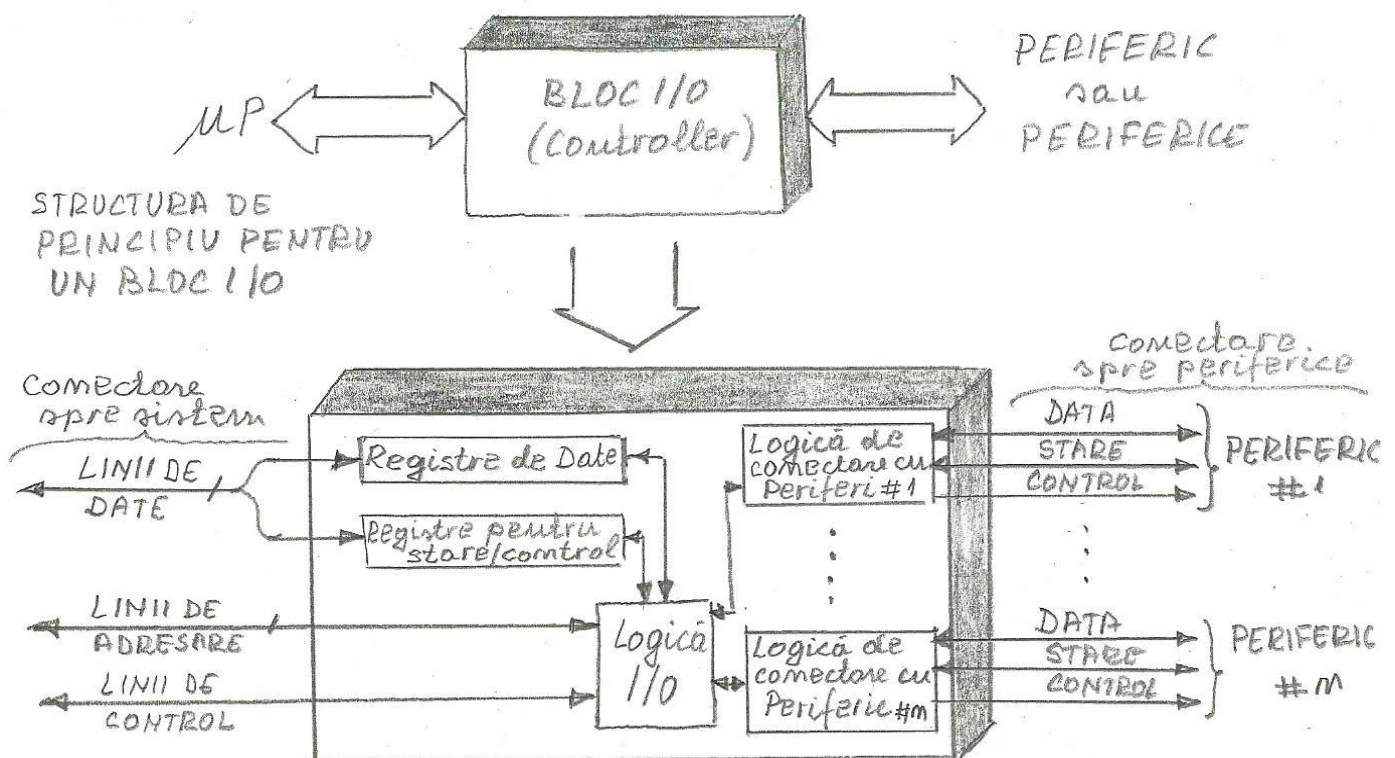 μP
BLOC I/O
(Controller)
PERIFERIC
sau
PERIFERICE
STRUCTURA DE
PRINCIPIU PENTRU
UN BLOC I/O
Conectare
spre sistem
Conectare
spre periferice
LINII DE
DATE
LINII DE
ADRESARE
LINII DE
CONTROL
Registre de Date
Registre pentru
stare/control
Logică
I/O
Logică de
conectare cu
Periferi #1
Logică de
conectare cu
Periferic #n
DATA
STARE
CONTROL
PERIFERIC
#1
DATA
STARE
CONTROL
PERIFERIC
#n